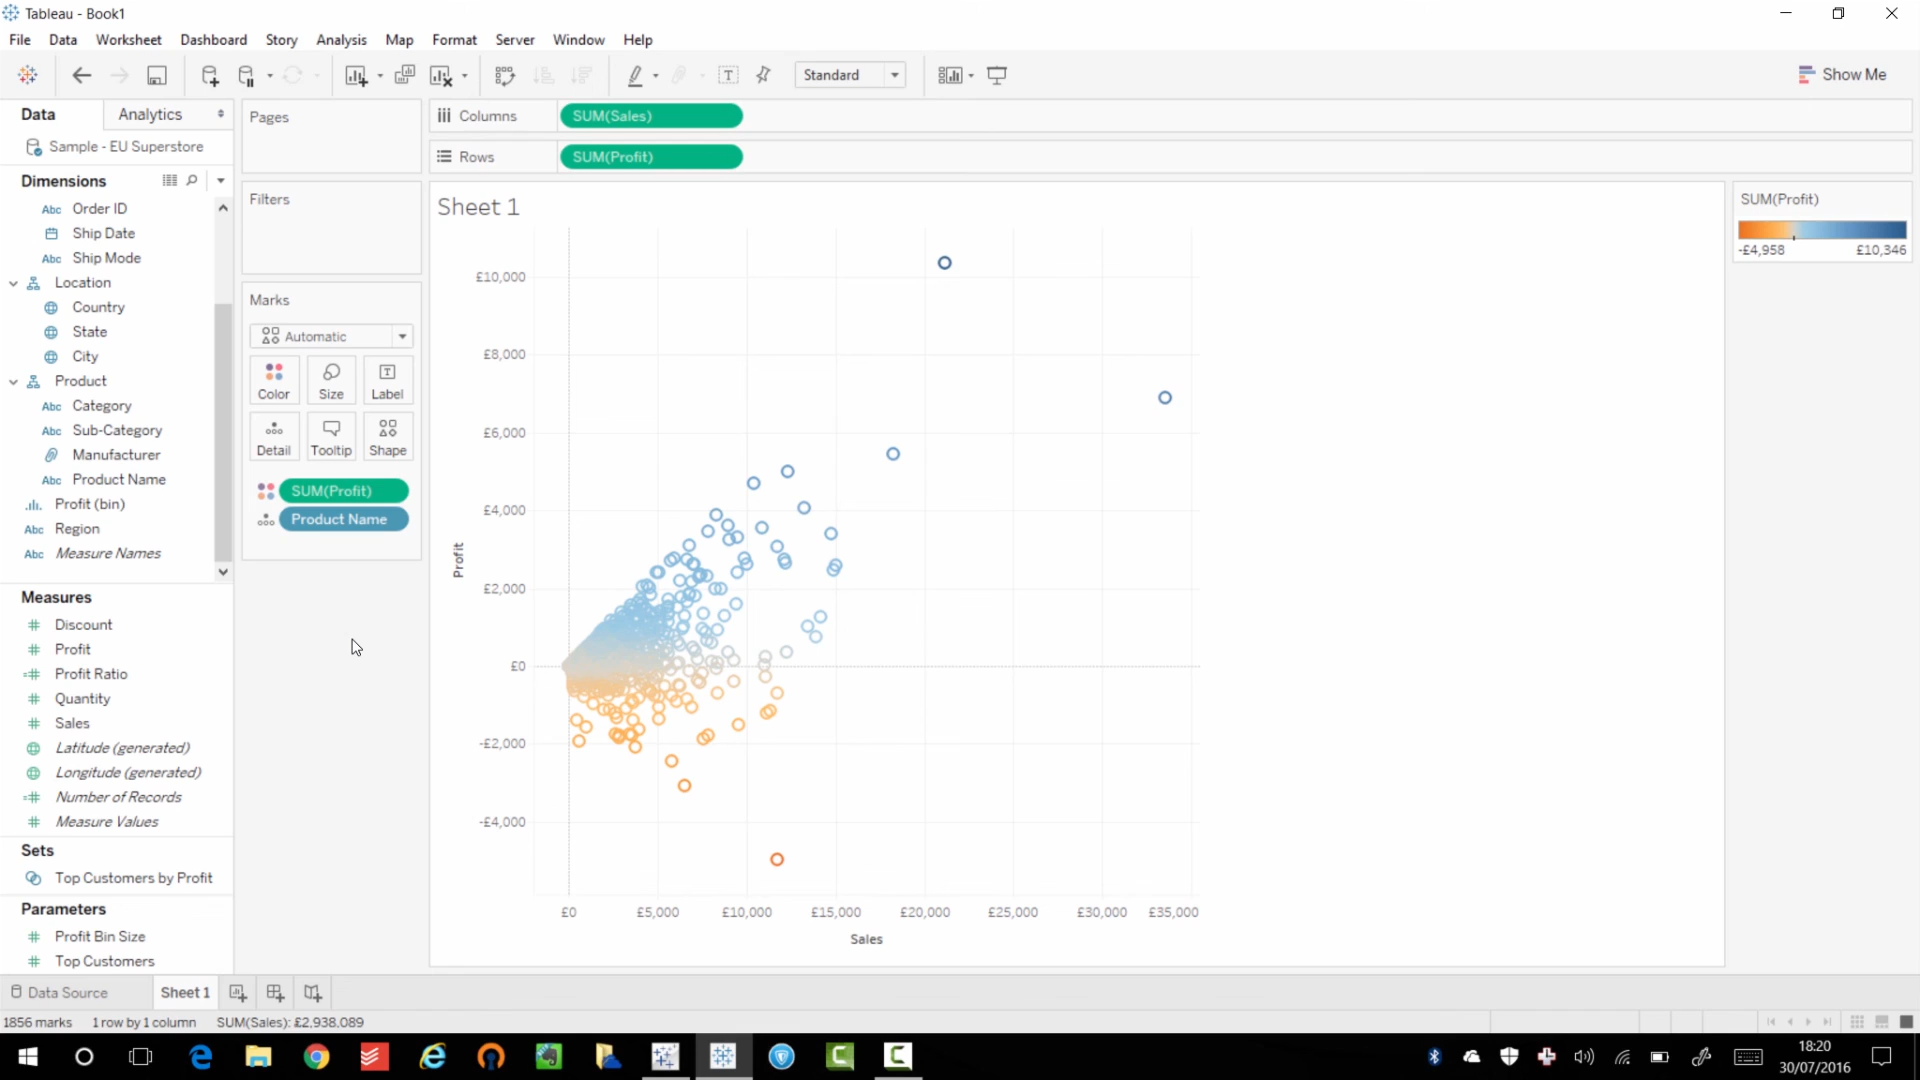 Tableau - Book1
File Data Worksheet Dashboard Story Analysis Map Format Server Window Help
Standard
Show Me
Data Analytics
Sample - EU Superstore
Dimensions
Abc Order ID
Ship Date
Abc Ship Mode
Location
Country
State
City
Product
Abc Category
Abc Sub-Category
Manufacturer
Abc Product Name
Profit (bin)
Abc Region
Abc Measure Names
Measures
# Discount
# Profit
=# Profit Ratio
# Quantity
# Sales
Latitude (generated)
Longitude (generated)
=# Number of Records
# Measure Values
Sets
Top Customers by Profit
Parameters
# Profit Bin Size
# Top Customers
Pages
Filters
Marks
Automatic
Color Size Label
Detail Tooltip Shape
SUM(Profit)
Product Name
Columns SUM(Sales)
Rows SUM(Profit)
Sheet 1
£10,000
£8,000
£6,000
£4,000
£2,000
£0
-£2,000
-£4,000
Profit
£0 £5,000 £10,000 £15,000 £20,000 £25,000 £30,000 £35,000
Sales
SUM(Profit)
-£4,958 £10,346
Data Source Sheet 1
1856 marks 1 row by 1 column SUM(Sales): £2,938,089
18:20
30/07/2016